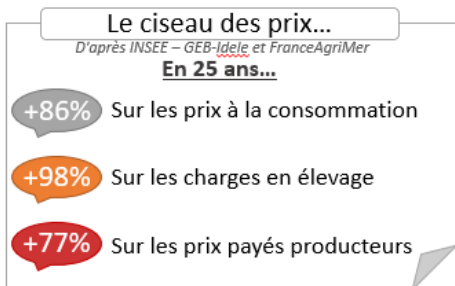 Le ciseau des prix...
D'après INSEE – GEB-Idele et FranceAgriMer
En 25 ans...
+86% Sur les prix à la consommation
+98% Sur les charges en élevage
+77% Sur les prix payés producteurs